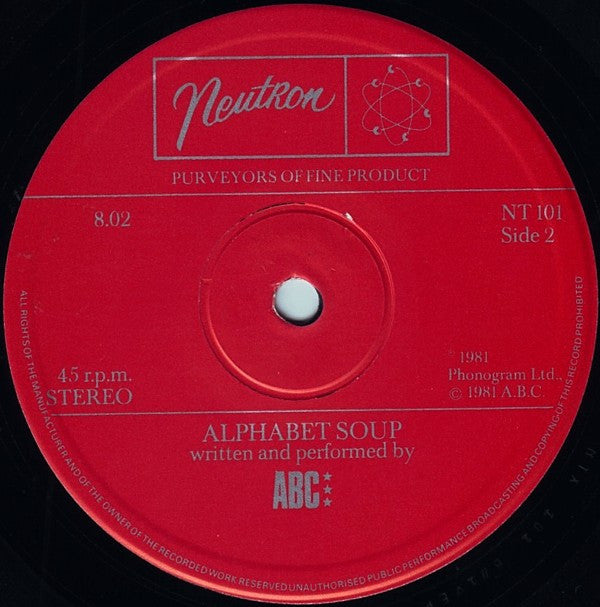 Neutron
PURVEYORS OF FINE PRODUCT
8.02
NT 101
Side 2
45 r.p.m.
STEREO
1981
Phonogram Ltd.,
© 1981 A.B.C.
ALPHABET SOUP
written and performed by
ABC
ALL RIGHTS OF THE MANUFACTURER AND OF THE OWNER OF THE RECORDED WORK RESERVED UNAUTHORISED PUBLIC PERFORMANCE BROADCASTING AND COPYING OF THIS RECORD PROHIBITED